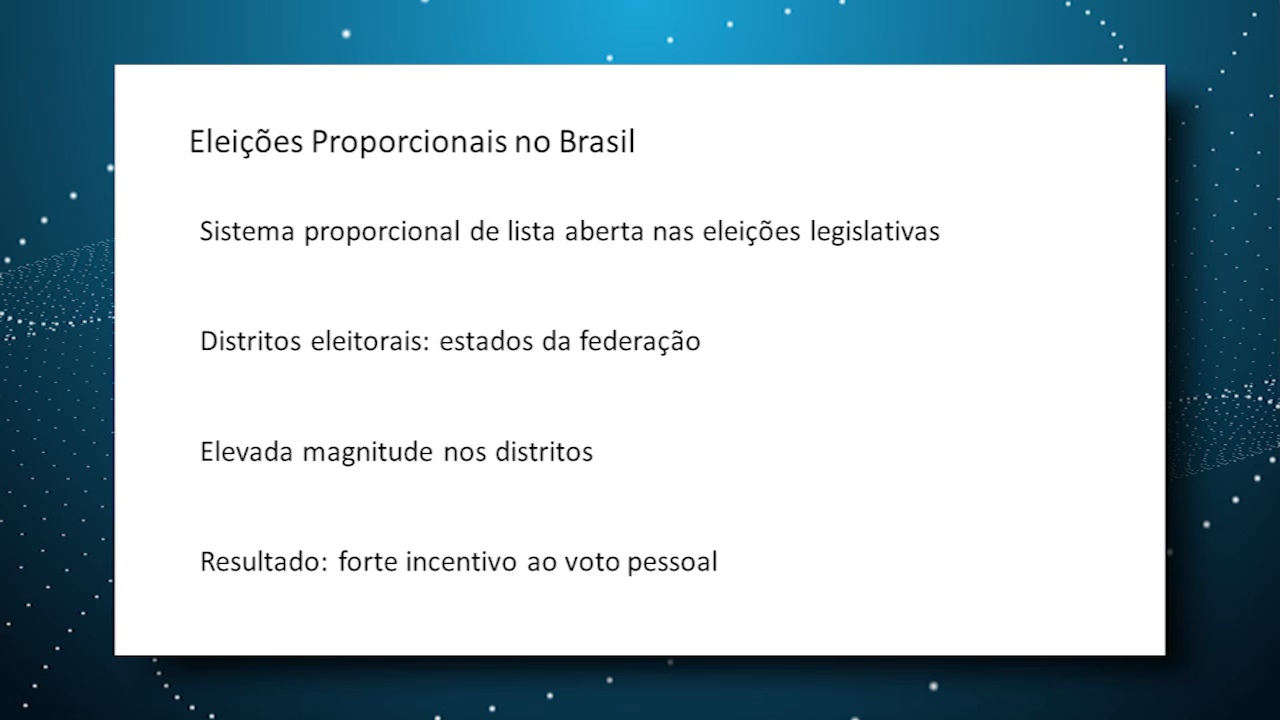 Eleições Proporcionais no Brasil
Sistema proporcional de lista aberta nas eleições legislativas
Distritos eleitorais: estados da federação
Elevada magnitude nos distritos
Resultado: forte incentivo ao voto pessoal